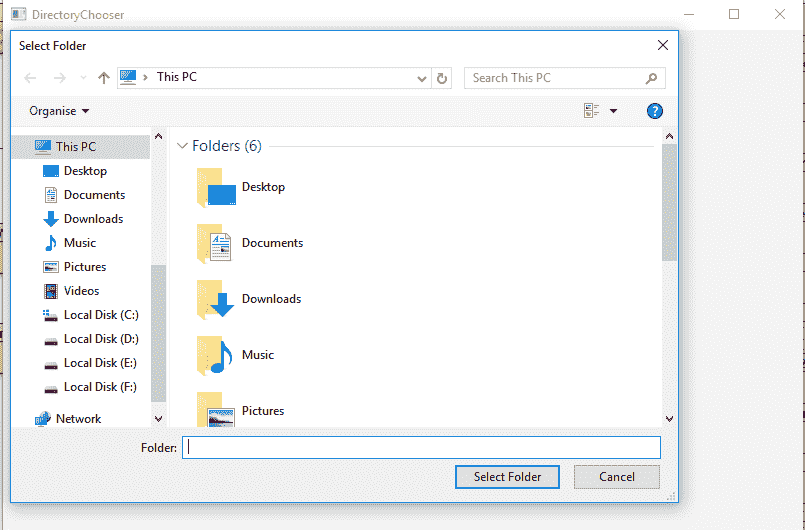 DirectoryChooser
Select Folder
This PC
Search This PC
Organise
?
This PC
Desktop
Documents
Downloads
Music
Pictures
Videos
Local Disk (C:)
Local Disk (D:)
Local Disk (E:)
Local Disk (F:)
Network
Folders (6)
Desktop
Documents
Downloads
Music
Pictures
Folder:
Select Folder Cancel